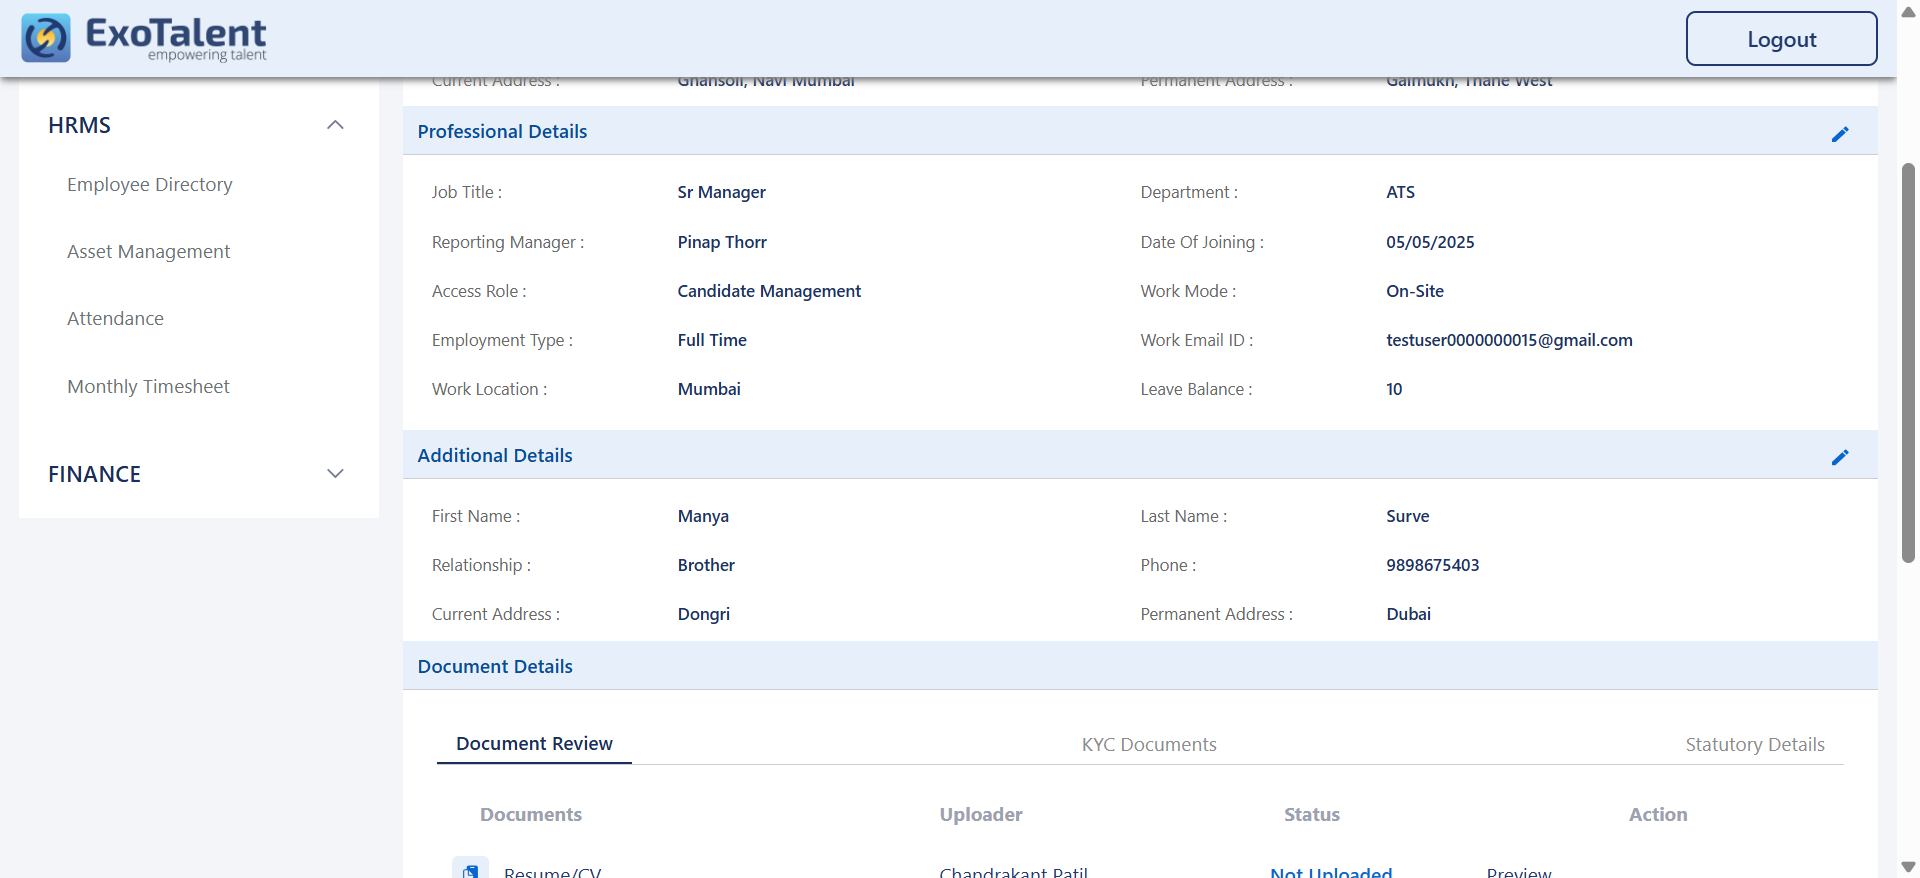 ExoTalent
empowering talent
Logout
Current Address : Ghansoli, Navi Mumbai Permanent Address : Gaimukh, Thane West
HRMS
Employee Directory
Asset Management
Attendance
Monthly Timesheet
FINANCE
Professional Details
Job Title : Sr Manager Department : ATS
Reporting Manager : Pinap Thorr Date Of Joining : 05/05/2025
Access Role : Candidate Management Work Mode : On-Site
Employment Type : Full Time Work Email ID : testuser0000000015@gmail.com
Work Location : Mumbai Leave Balance : 10
Additional Details
First Name : Manya Last Name : Surve
Relationship : Brother Phone : 9898675403
Current Address : Dongri Permanent Address : Dubai
Document Details
Document Review KYC Documents Statutory Details
Documents Uploader Status Action
Resume/CV Chandrakant Patil Not Uploaded Preview